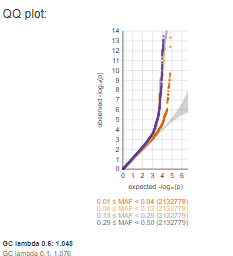 QQ plot:
14
13
12
11
10
9
8
7
6
5
4
3
2
1
0
observed -log₁₀(p)
0 1 2 3 4 5 6
expected -log₁₀(p)
0.01 ≤ MAF < 0.04 (2132778)
0.04 ≤ MAF < 0.13 (2132779)
0.13 ≤ MAF < 0.29 (2132779)
0.29 ≤ MAF < 0.50 (2132779)
GC lambda 0.5: 1.048
GC lambda 0.1: 1.076